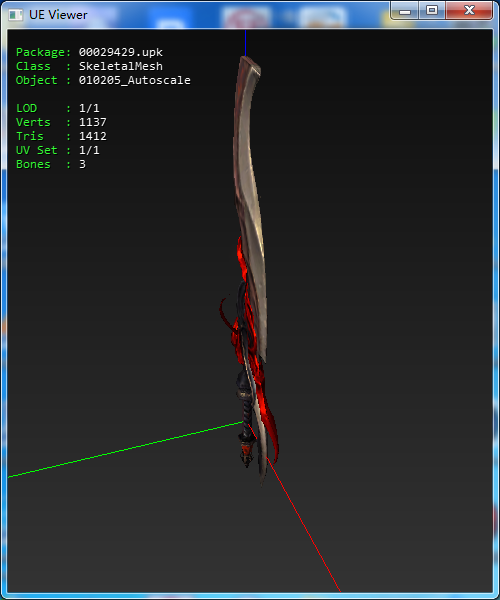 UE Viewer
Package: 00029429.upk
Class  : SkeletalMesh
Object : 010205_Autoscale
LOD    : 1/1
Verts  : 1137
Tris   : 1412
UV Set : 1/1
Bones  : 3